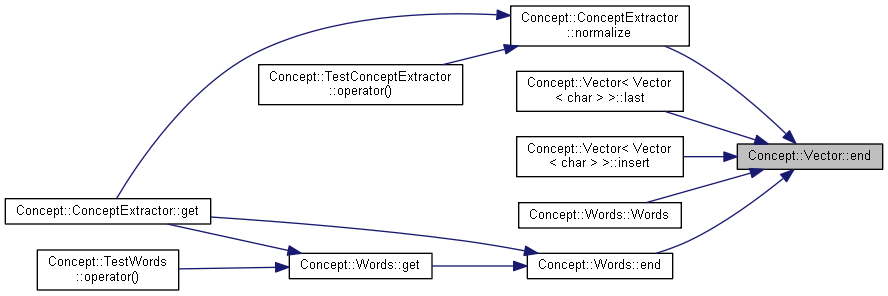 Concept::ConceptExtractor
::normalize
Concept::TestConceptExtractor
::operator()
Concept::Vector< Vector
< char > >::last
Concept::Vector< Vector
< char > >::insert
Concept::Vector::end
Concept::Words::Words
Concept::ConceptExtractor::get
Concept::TestWords
::operator()
Concept::Words::get
Concept::Words::end